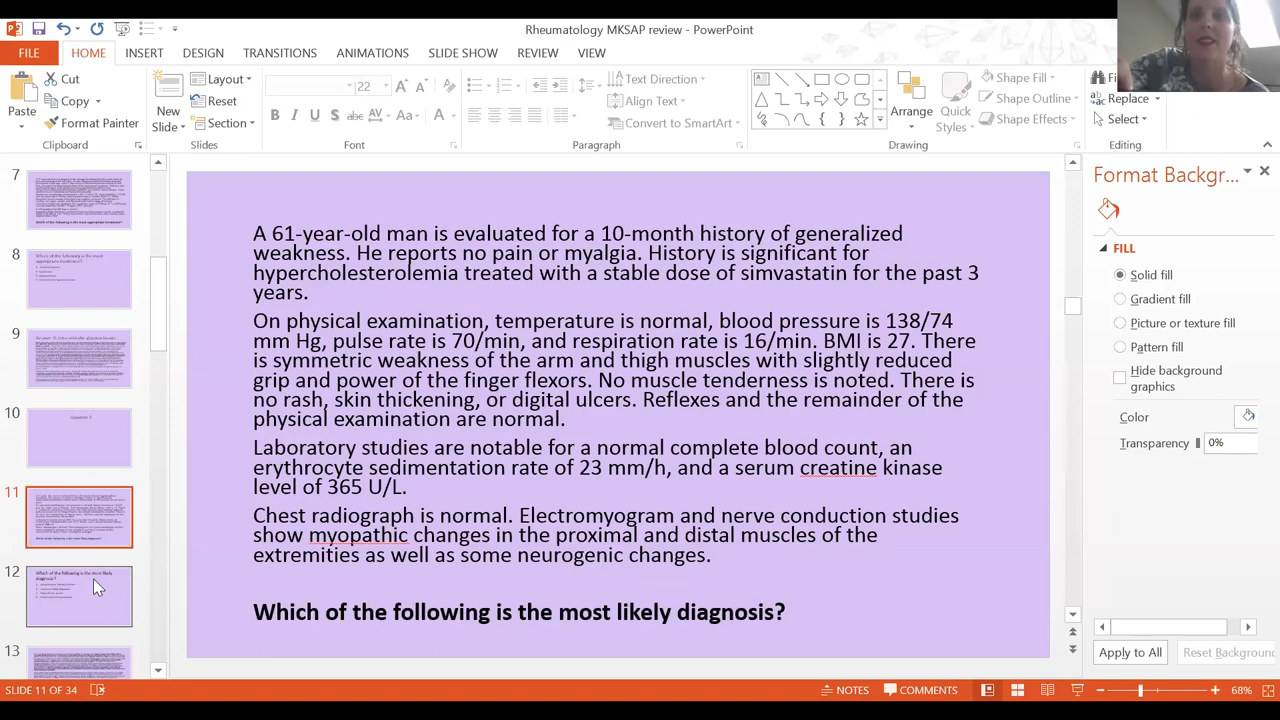 Rheumatology MKSAP review - PowerPoint
FILE HOME INSERT DESIGN TRANSITIONS ANIMATIONS SLIDE SHOW REVIEW VIEW
Paste
Cut
Copy
Format Painter
Clipboard
New Slide
Layout
Reset
Section
Slides
22
B I U S abc AV Aa A
Font
Text Direction
Align Text
Convert to SmartArt
Paragraph
Arrange
Quick Styles
Shape Fill
Shape Outline
Shape Effects
Drawing
Replace
Select
Editing
7
8
9
10
11
12
13
A 61-year-old man is evaluated for a 10-month history of generalized
weakness. He reports no pain or myalgia. History is significant for
hypercholesterolemia treated with a stable dose of simvastatin for the past 3
years.
On physical examination, temperature is normal, blood pressure is 138/74
mm Hg, pulse rate is 70/min, and respiration rate is 16/min. BMI is 27. There
is symmetric weakness of the arm and thigh muscles with slightly reduced
grip and power of the finger flexors. No muscle tenderness is noted. There is
no rash, skin thickening, or digital ulcers. Reflexes and the remainder of the
physical examination are normal.
Laboratory studies are notable for a normal complete blood count, an
erythrocyte sedimentation rate of 23 mm/h, and a serum creatine kinase
level of 365 U/L.
Chest radiograph is normal. Electromyogram and nerve conduction studies
show myopathic changes in the proximal and distal muscles of the
extremities as well as some neurogenic changes.
Which of the following is the most likely diagnosis?
Format Backgr...
FILL
Solid fill
Gradient fill
Picture or texture fill
Pattern fill
Hide background
graphics
Color
Transparency 0%
Apply to All
Reset Background
SLIDE 11 OF 34
NOTES
COMMENTS
68%